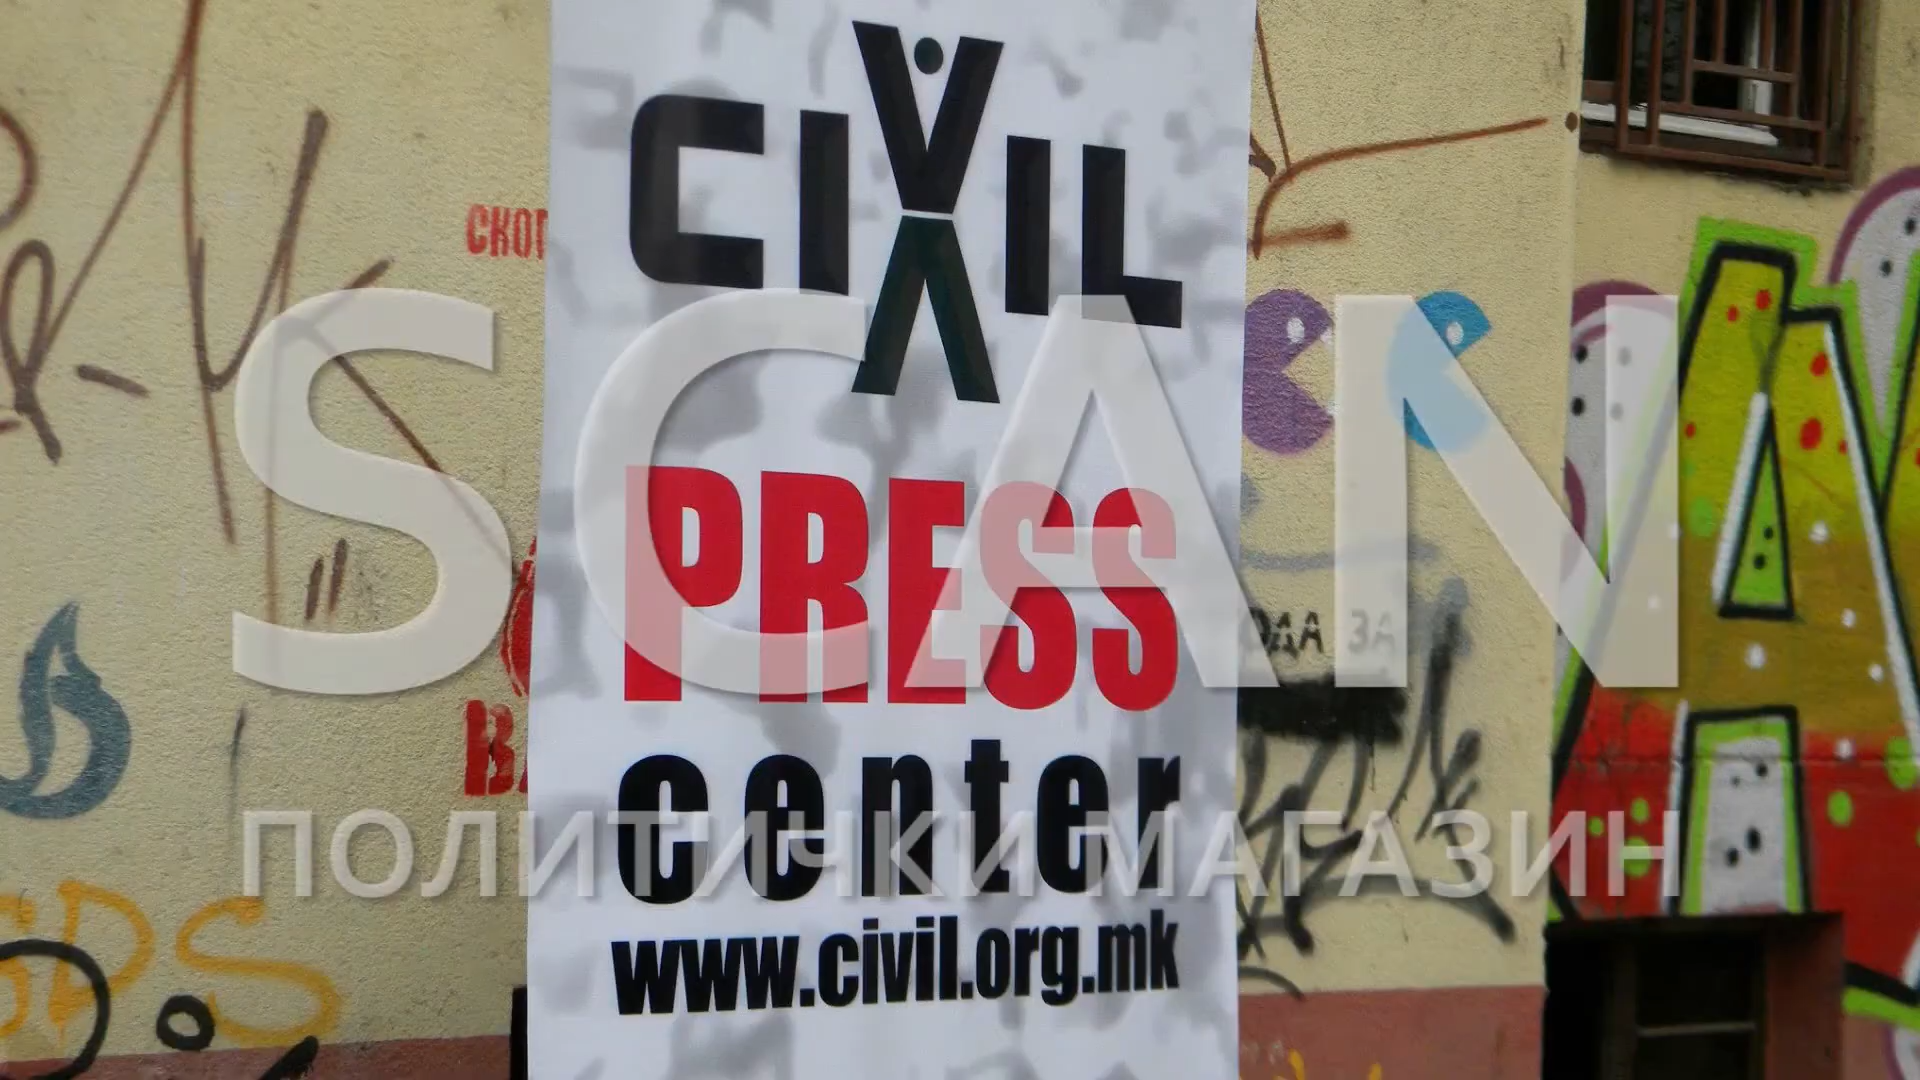 CIVIL
СКОП
SCAN
PRESS
ОДА ЗА
center
ПОЛИТИЧКИ МАГАЗИН
www.civil.org.mk